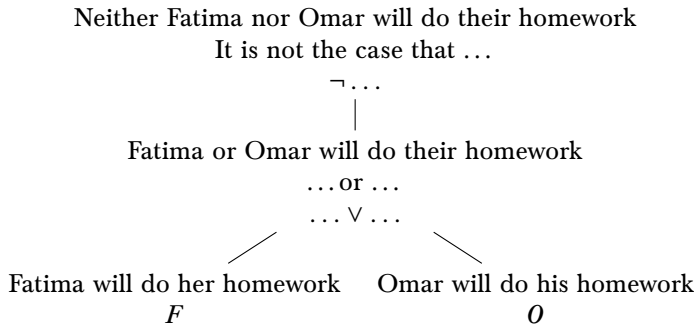 Neither Fatima nor Omar will do their homework
It is not the case that …
¬ …
Fatima or Omar will do their homework
… or …
… ∨ …
Fatima will do her homework Omar will do his homework
F O